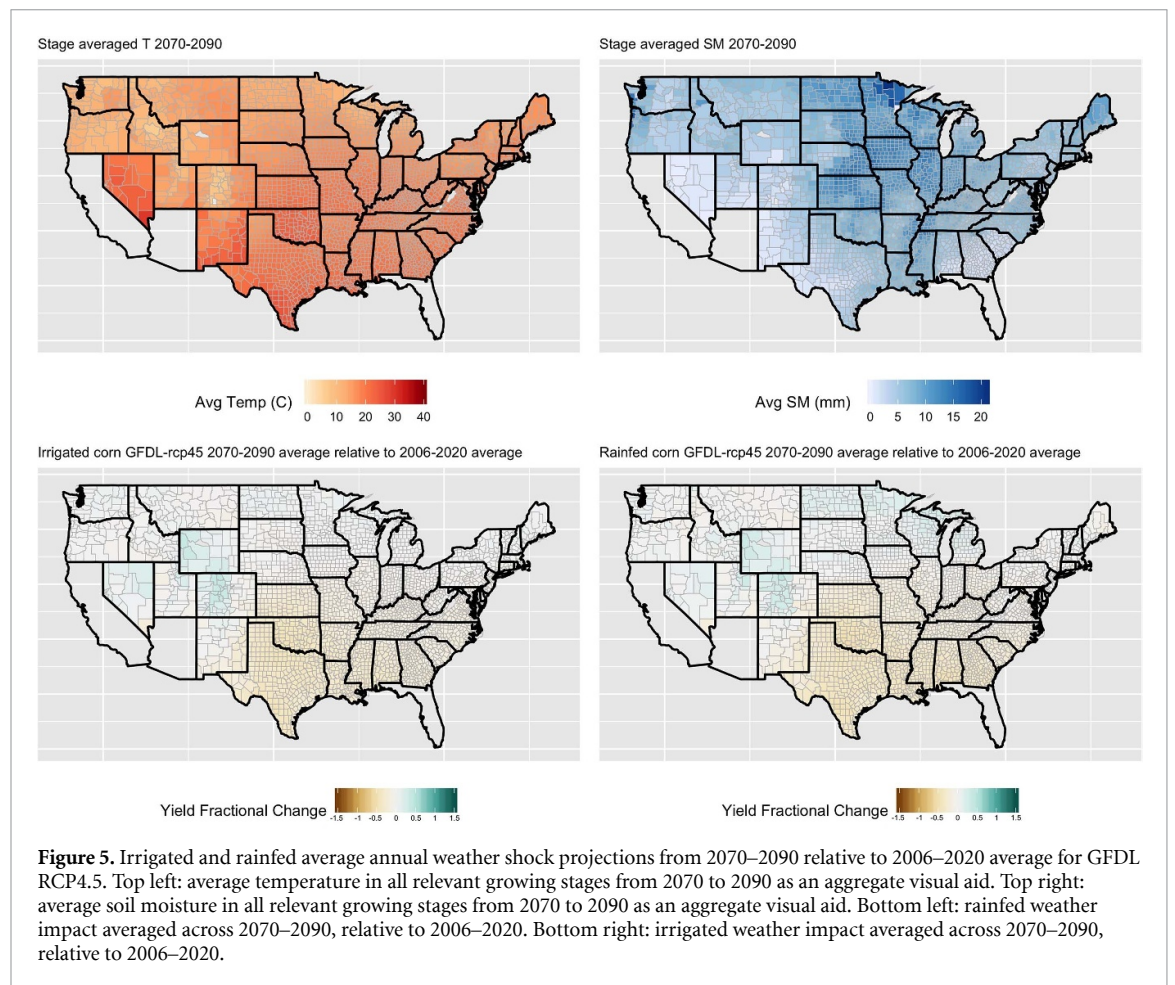 Stage averaged T 2070-2090
Stage averaged SM 2070-2090
Avg Temp (C)
0 10 20 30 40
Avg SM (mm)
0 5 10 15 20
Irrigated corn GFDL-rcp45 2070-2090 average relative to 2006-2020 average
Rainfed corn GFDL-rcp45 2070-2090 average relative to 2006-2020 average
Yield Fractional Change
-1.5 -1 -0.5 0 0.5 1 1.5
Yield Fractional Change
-1.5 -1 -0.5 0 0.5 1 1.5
Figure 5. Irrigated and rainfed average annual weather shock projections from 2070–2090 relative to 2006–2020 average for GFDL
RCP4.5. Top left: average temperature in all relevant growing stages from 2070 to 2090 as an aggregate visual aid. Top right:
average soil moisture in all relevant growing stages from 2070 to 2090 as an aggregate visual aid. Bottom left: rainfed weather
impact averaged across 2070–2090, relative to 2006–2020. Bottom right: irrigated weather impact averaged across 2070–2090,
relative to 2006–2020.